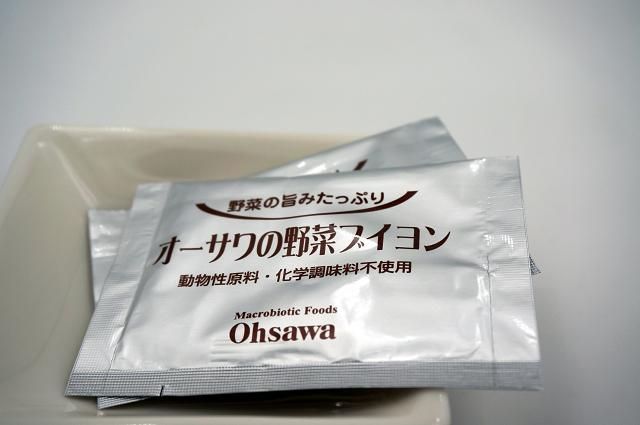 野菜の旨みたっぷり
オーサワの野菜ブイヨン
動物性原料・化学調味料不使用
Macrobiotic Foods
Ohsawa